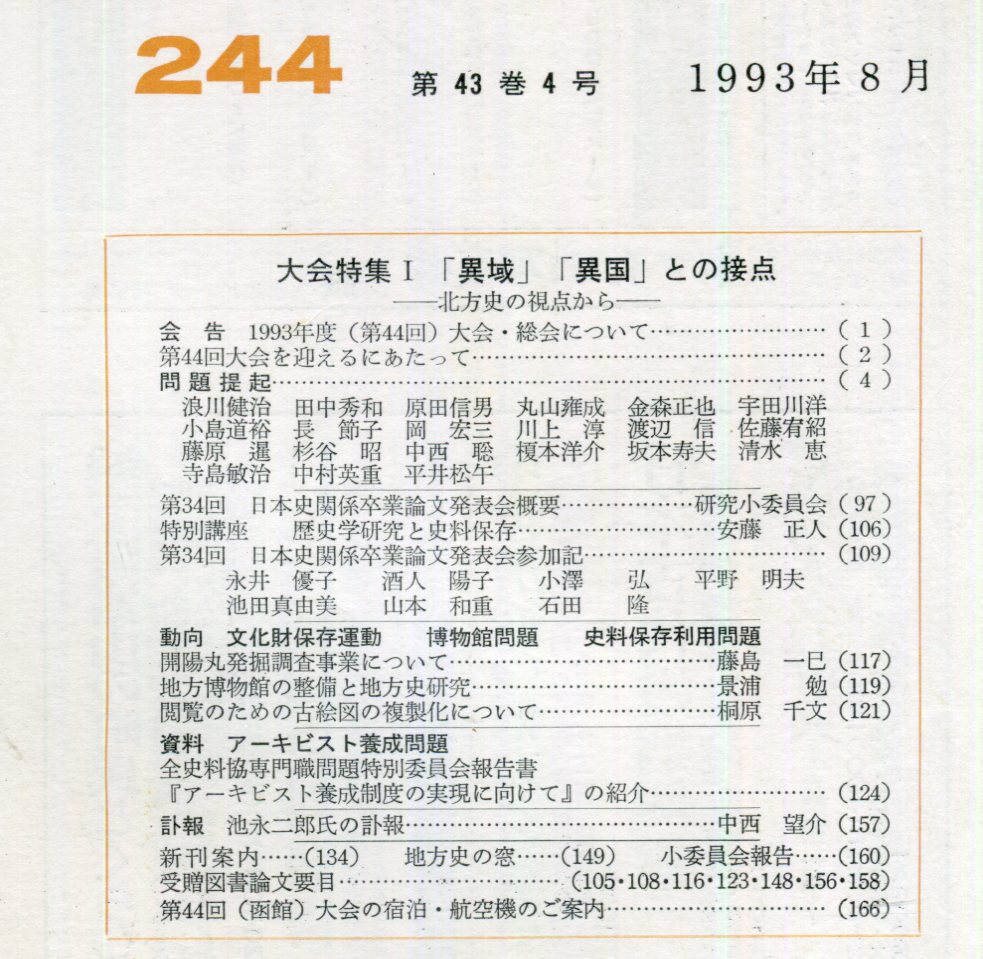 244 第43巻4号 1993年8月
大会特集Ⅰ 「異域」「異国」との接点
――北方史の視点から――
会 告 1993年度(第44回)大会・総会について……………………(1)
第44回大会を迎えるにあたって……………………………………(2)
問題提起……………………………………………………………(4)
浪川健治 田中秀和 原田信男 丸山雍成 金森正也 宇田川洋
小島道裕 長 節子 岡 宏三 川上 淳 渡辺 信 佐藤宥紹
藤原 暹 杉谷 昭 中西 聡 榎本洋介 坂本寿夫 清水 恵
寺島敏治 中村英重 平井松午
第34回 日本史関係卒業論文発表会概要………………研究小委員会(97)
特別講座 歴史学研究と史料保存………………………安藤 正人(106)
第34回 日本史関係卒業論文発表会参加記…………………………(109)
永井 優子 酒人 陽子 小澤 弘 平野 明夫
池田真由美 山本 和重 石田 隆
動向 文化財保存運動 博物館問題 史料保存利用問題
開陽丸発掘調査事業について………………………………藤島 一巳(117)
地方博物館の整備と地方史研究……………………………景浦 勉(119)
閲覧のための古絵図の複製化について……………………桐原 千文(121)
資料 アーキビスト養成問題
全史料協専門職問題特別委員会報告書
『アーキビスト養成制度の実現に向けて』の紹介……………………(124)
訃報 池永二郎氏の訃報……………………………………中西 望介(157)
新刊案内……(134) 地方史の窓……(149) 小委員会報告……(160)
受贈図書論文要目…………………………(105・108・116・123・148・156・158)
第44回(函館)大会の宿泊・航空機のご案内…………………………(166)